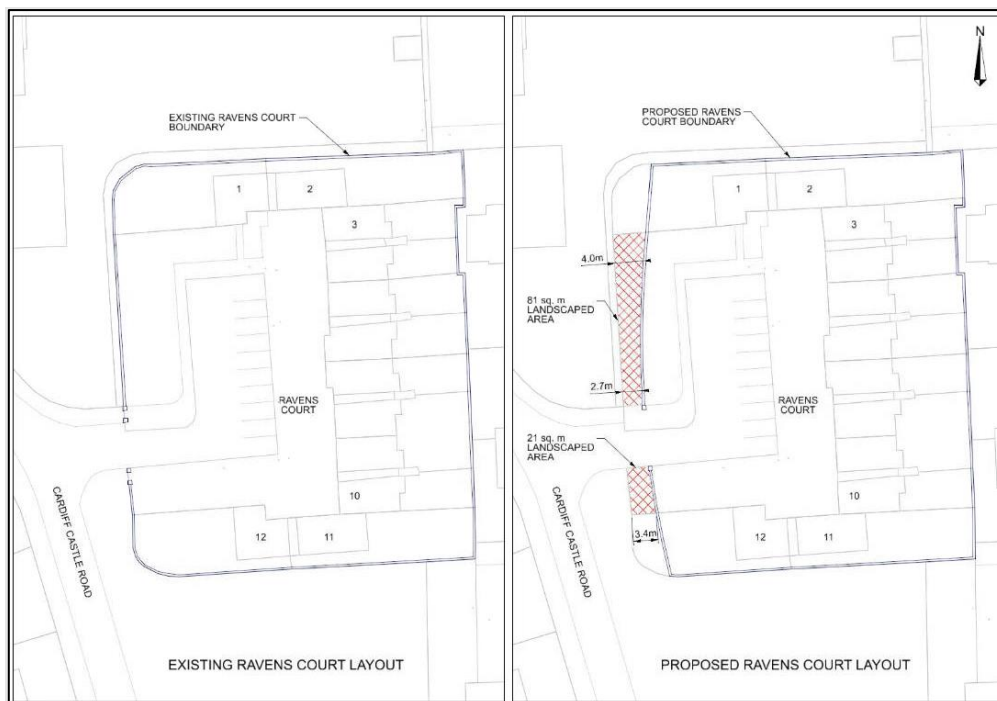 EXISTING RAVENS COURT
BOUNDARY
1
2
3
RAVENS
COURT
10
12
11
CARDIFF CASTLE ROAD
EXISTING RAVENS COURT LAYOUT
N
PROPOSED RAVENS
COURT BOUNDARY
1
2
3
4.0m
81 sq. m
LANDSCAPED
AREA
2.7m
RAVENS
COURT
21 sq. m
LANDSCAPED
AREA
10
3.4m
12
11
CARDIFF CASTLE ROAD
PROPOSED RAVENS COURT LAYOUT